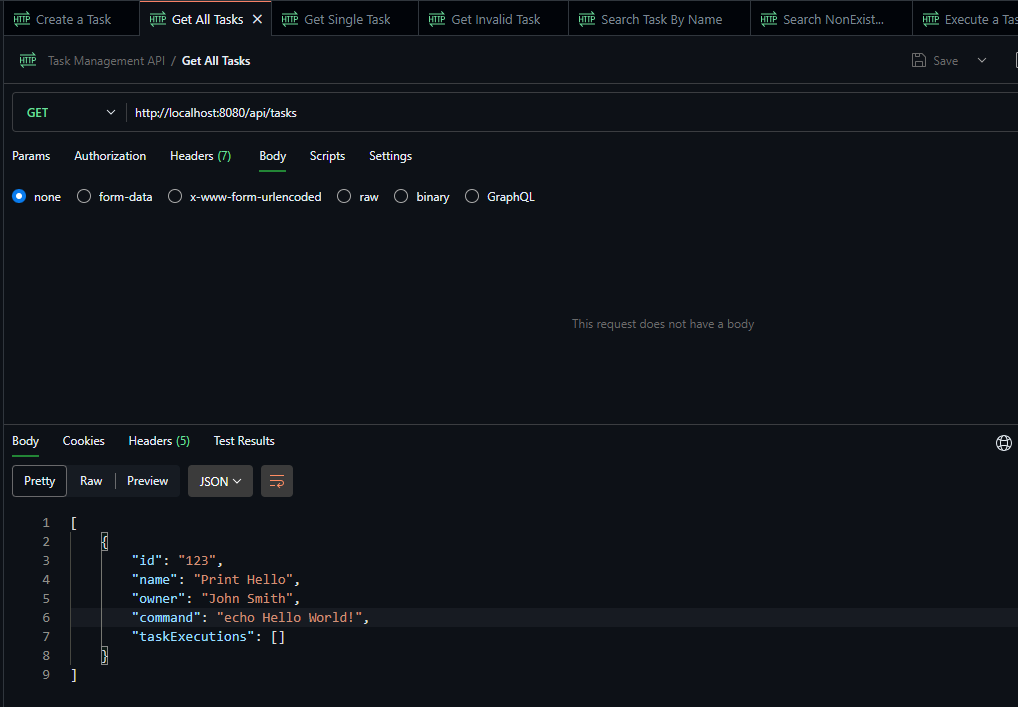 HTTP Create a Task HTTP Get All Tasks HTTP Get Single Task HTTP Get Invalid Task HTTP Search Task By Name HTTP Search NonExist... HTTP Execute a Tas
HTTP Task Management API / Get All Tasks Save
GET http://localhost:8080/api/tasks
Params Authorization Headers (7) Body Scripts Settings
none form-data x-www-form-urlencoded raw binary GraphQL
This request does not have a body
Body Cookies Headers (5) Test Results
Pretty Raw Preview JSON
1 [
2 {
3 "id": "123",
4 "name": "Print Hello",
5 "owner": "John Smith",
6 "command": "echo Hello World!",
7 "taskExecutions": []
8 }
9 ]